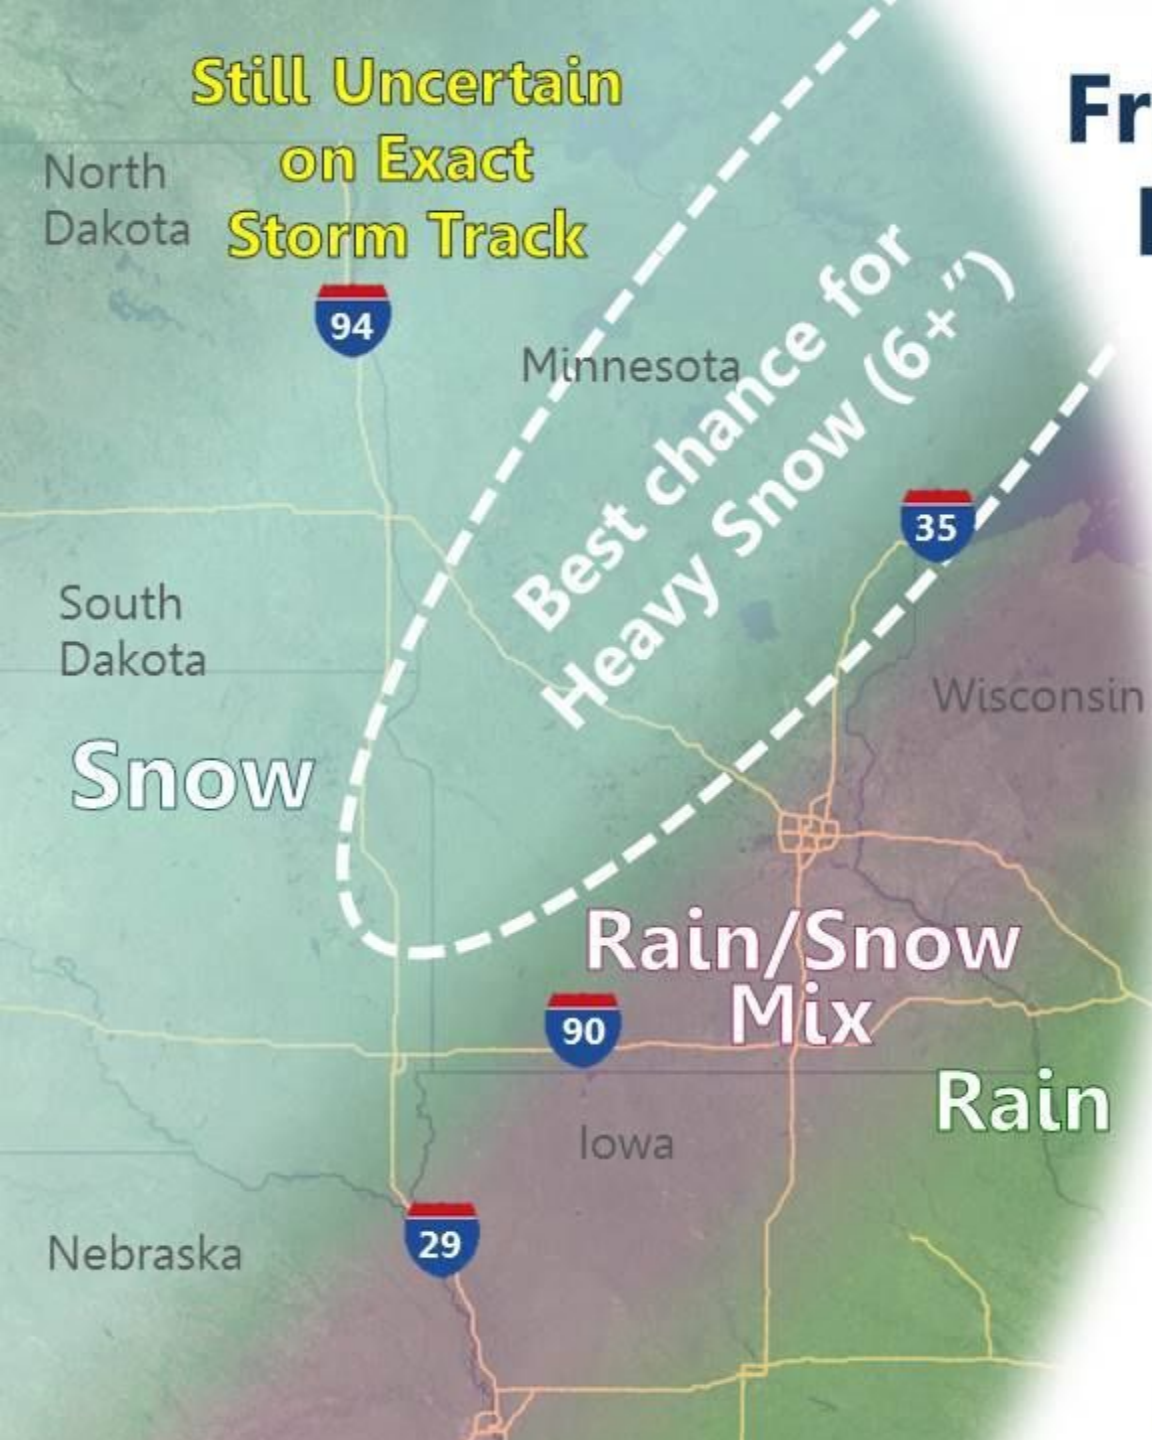 Still Uncertain
on Exact
Storm Track
Fr
North
Dakota
94
Minnesota
Best chance for
Heavy Snow (6+")
35
South
Dakota
Wisconsin
Snow
Rain/Snow
Mix
90
Rain
Iowa
29
Nebraska